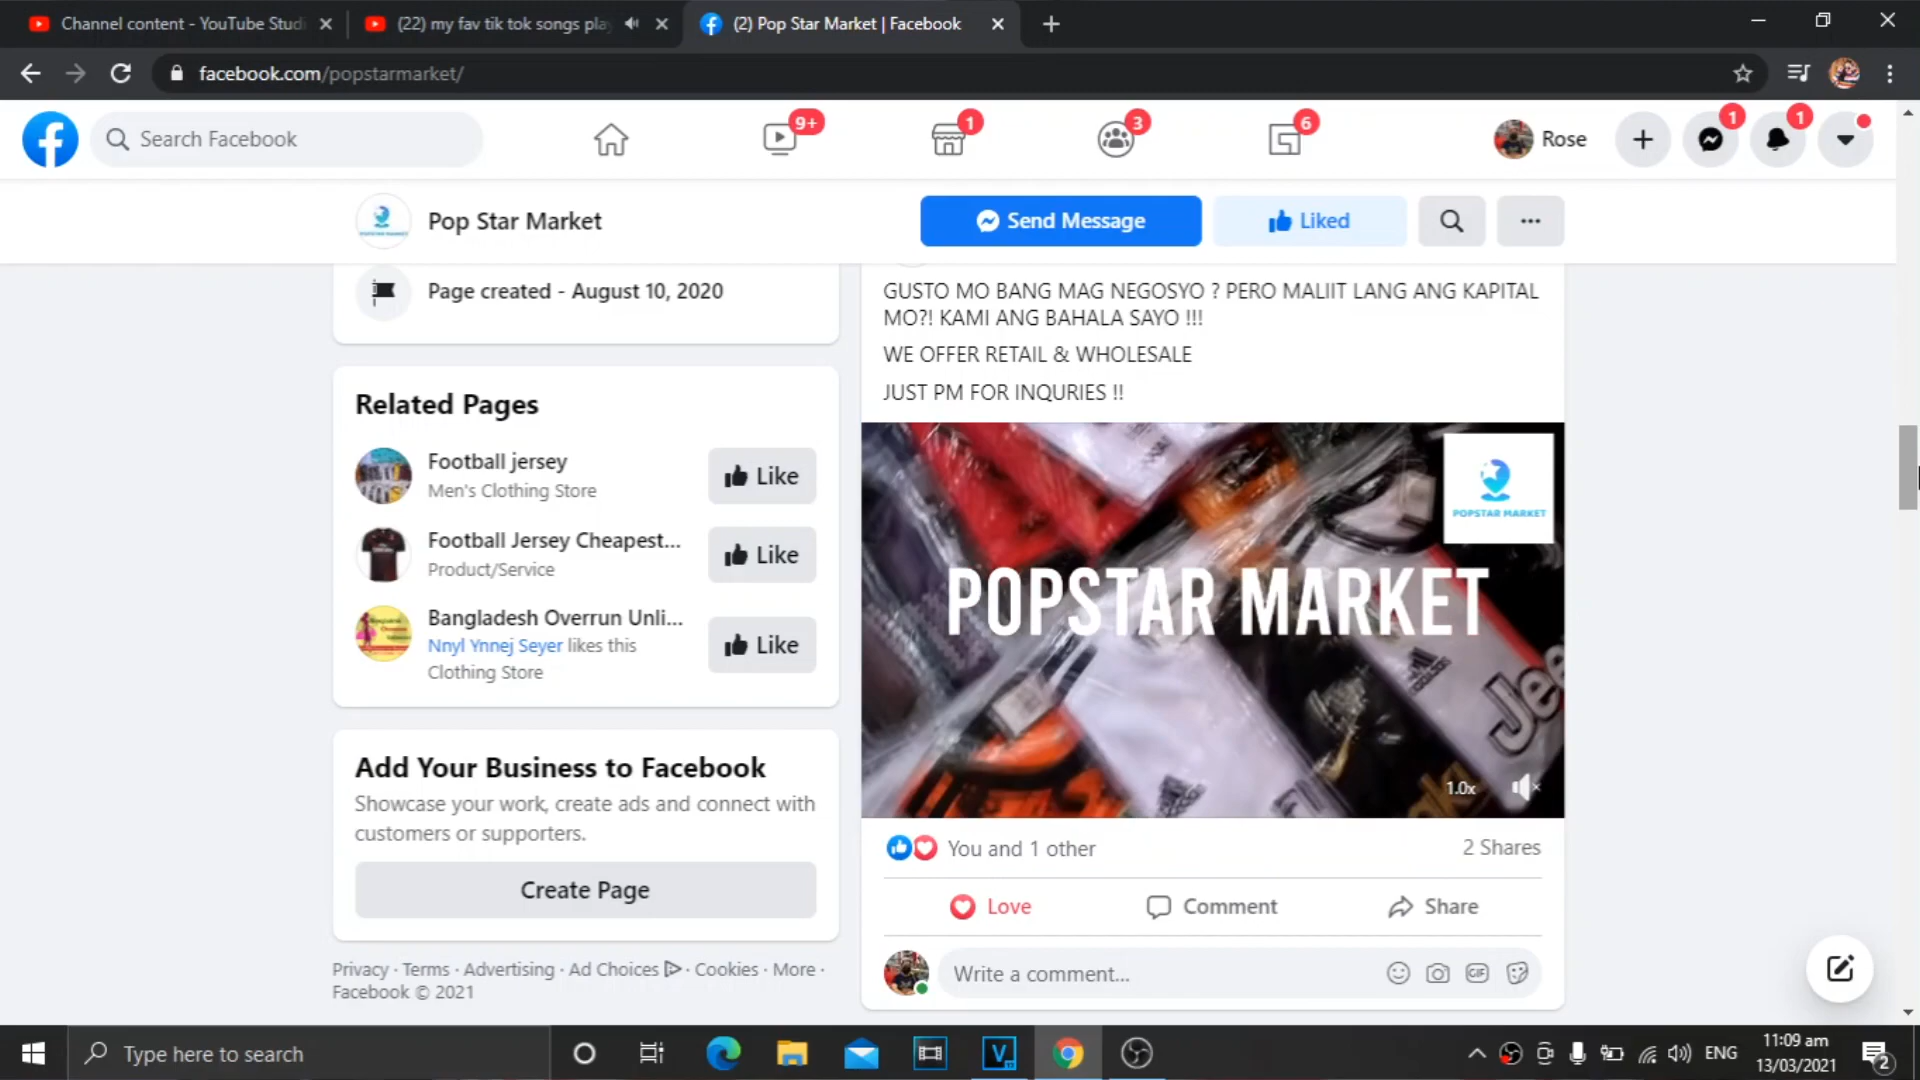 Channel content - YouTube Studi
(22) my fav tik tok songs play
(2) Pop Star Market | Facebook
facebook.com/popstarmarket/
Search Facebook
9+
1
3
6
Rose
1
1
Pop Star Market
Send Message
Liked
Page created - August 10, 2020
GUSTO MO BANG MAG NEGOSYO ? PERO MALIIT LANG ANG KAPITAL
MO?! KAMI ANG BAHALA SAYO !!!
WE OFFER RETAIL & WHOLESALE
JUST PM FOR INQURIES !!
Related Pages
Football jersey
Men's Clothing Store
Like
Football Jersey Cheapest...
Product/Service
Like
Bangladesh Overrun Unli...
Nnyl Ynnej Seyer likes this
Clothing Store
Like
POPSTAR MARKET
POPSTAR MARKET
adidas
Jee
1.0x
Add Your Business to Facebook
Showcase your work, create ads and connect with
customers or supporters.
Create Page
You and 1 other
2 Shares
Love
Comment
Share
Write a comment...
GIF
Privacy · Terms · Advertising · Ad Choices · Cookies · More ·
Facebook © 2021
Type here to search
ENG
11:09 am
13/03/2021
2